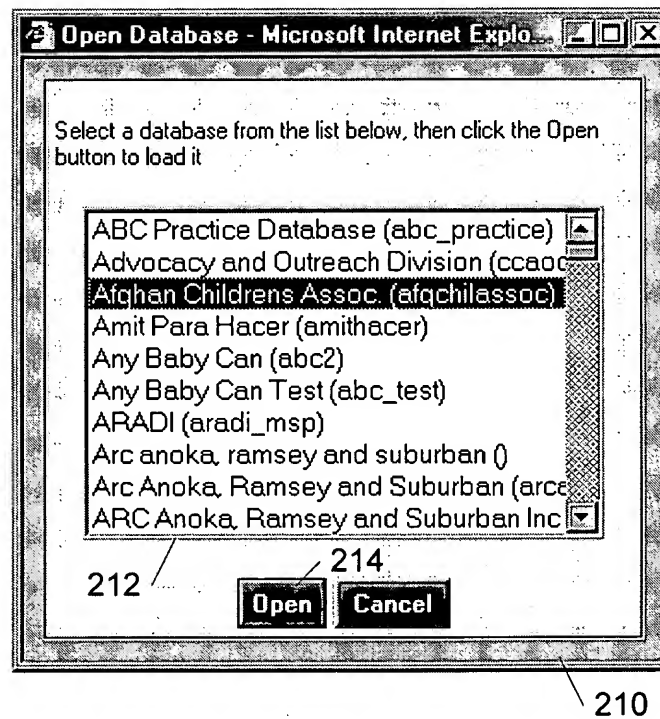 Open Database - Microsoft Internet Explo...
Select a database from the list below, then click the Open
button to load it
ABC Practice Database (abc_practice)
Advocacy and Outreach Division (ccaoc
Afghan Childrens Assoc. (afqchilassoc)
Amit Para Hacer (amithacer)
Any Baby Can (abc2)
Any Baby Can Test (abc_test)
ARADI (aradi_msp)
Arc anoka, ramsey and suburban ()
Arc Anoka, Ramsey and Suburban (arca
ARC Anoka, Ramsey and Suburban Inc
212
214
Open Cancel
210